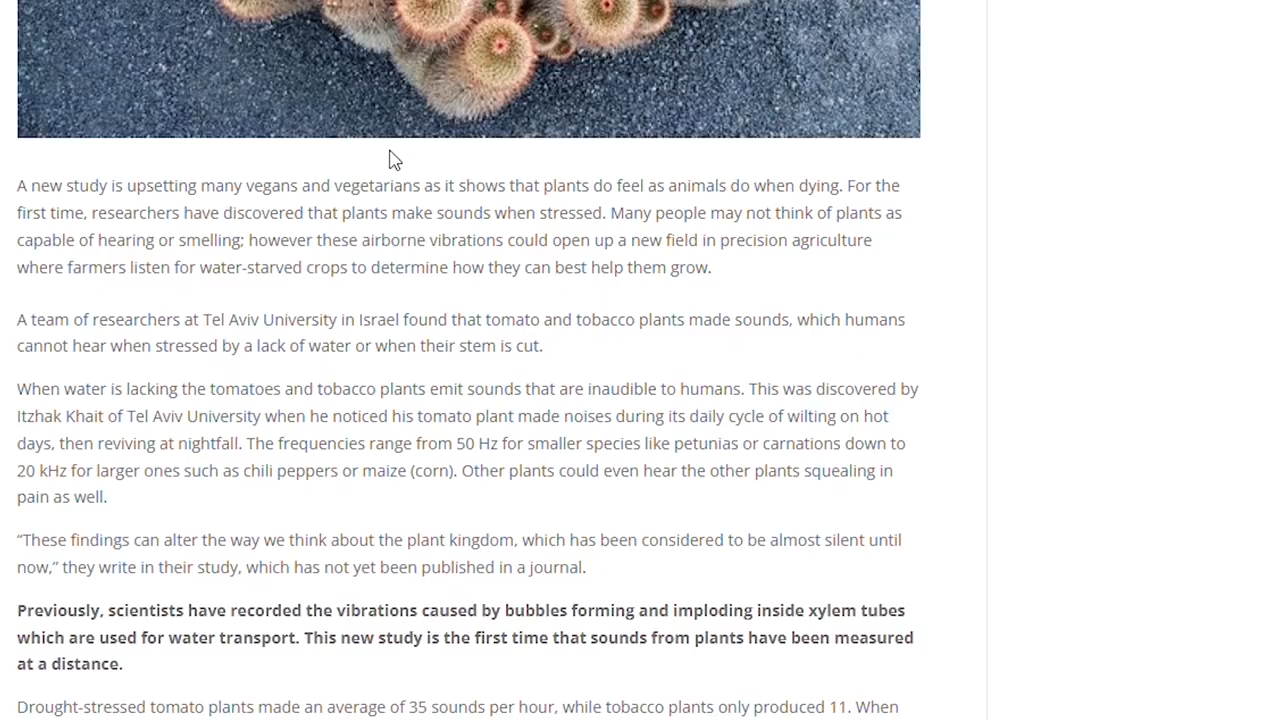 A new study is upsetting many vegans and vegetarians as it shows that plants do feel as animals do when dying. For the
first time, researchers have discovered that plants make sounds when stressed. Many people may not think of plants as
capable of hearing or smelling; however these airborne vibrations could open up a new field in precision agriculture
where farmers listen for water-starved crops to determine how they can best help them grow.
A team of researchers at Tel Aviv University in Israel found that tomato and tobacco plants made sounds, which humans
cannot hear when stressed by a lack of water or when their stem is cut.
When water is lacking the tomatoes and tobacco plants emit sounds that are inaudible to humans. This was discovered by
Itzhak Khait of Tel Aviv University when he noticed his tomato plant made noises during its daily cycle of wilting on hot
days, then reviving at nightfall. The frequencies range from 50 Hz for smaller species like petunias or carnations down to
20 kHz for larger ones such as chili peppers or maize (corn). Other plants could even hear the other plants squealing in
pain as well.
“These findings can alter the way we think about the plant kingdom, which has been considered to be almost silent until
now,” they write in their study, which has not yet been published in a journal.
Previously, scientists have recorded the vibrations caused by bubbles forming and imploding inside xylem tubes
which are used for water transport. This new study is the first time that sounds from plants have been measured
at a distance.
Drought-stressed tomato plants made an average of 35 sounds per hour, while tobacco plants only produced 11. When